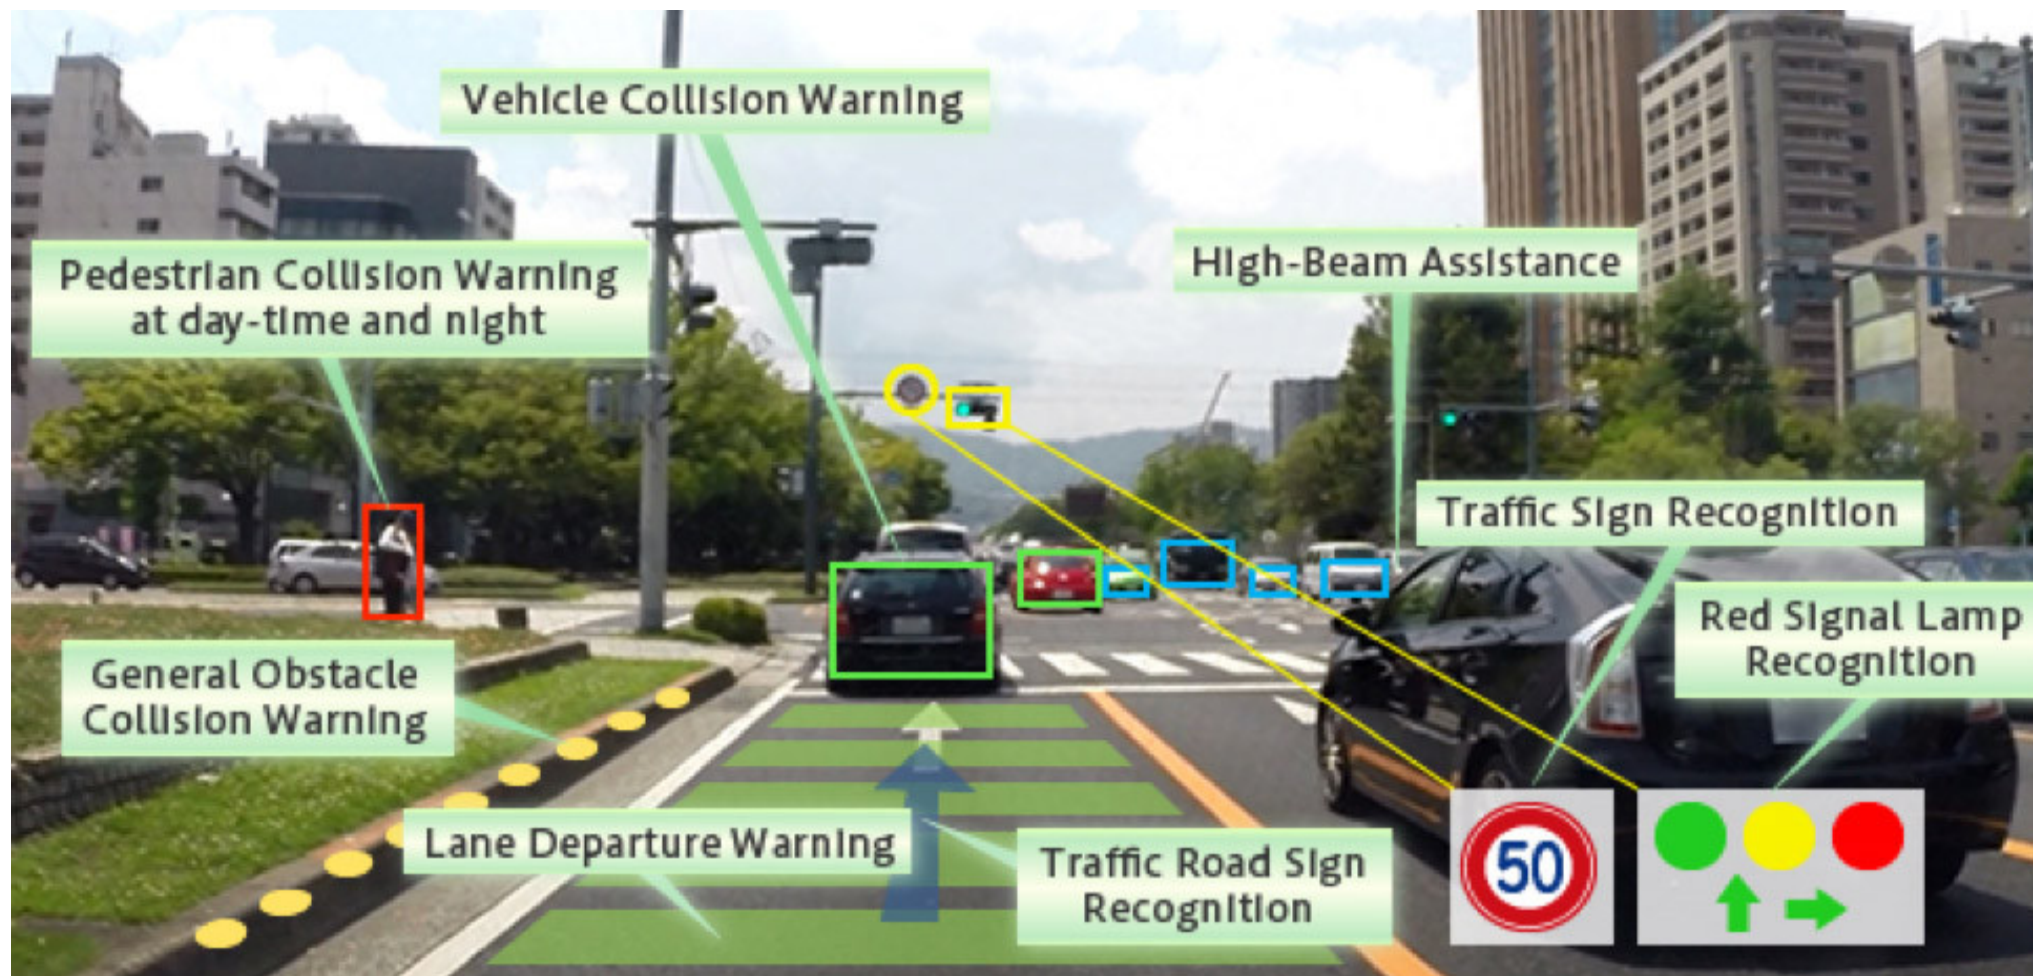 Vehicle Collision Warning
Pedestrian Collision Warning
at day-time and night
High-Beam Assistance
Traffic Sign Recognition
Red Signal Lamp
Recognition
General Obstacle
Collision Warning
Lane Departure Warning
Traffic Road Sign
Recognition
50